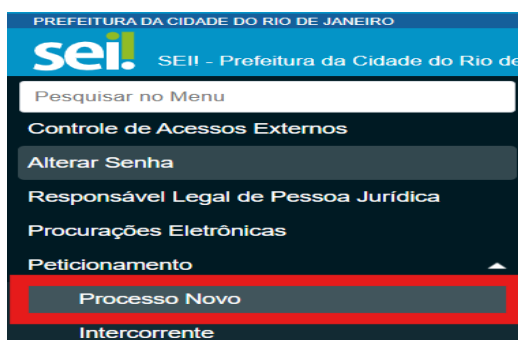 PREFEITURA DA CIDADE DO RIO DE JANEIRO
sei!
SEI! - Prefeitura da Cidade do Rio de
Pesquisar no Menu
Controle de Acessos Externos
Alterar Senha
Responsável Legal de Pessoa Jurídica
Procurações Eletrônicas
Peticionamento
Processo Novo
Intercorrente